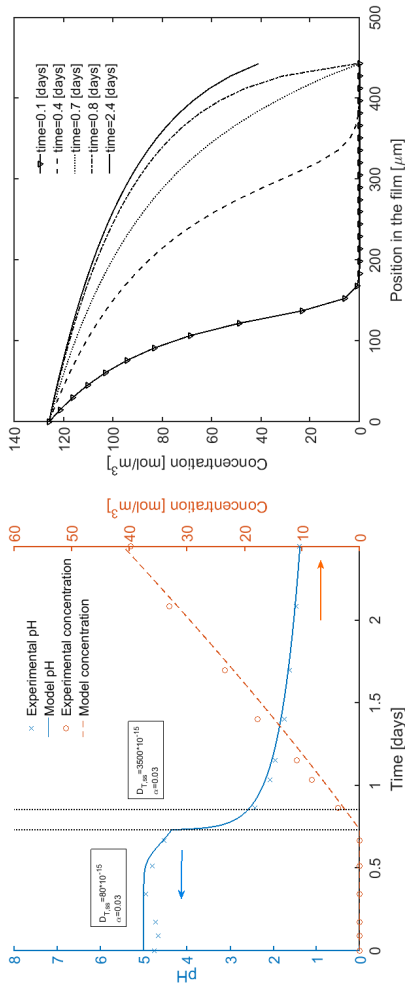 8
7
6
5
4
3
2
1
0
pH
0
0.5
1
1.5
2
Time [days]
60
50
40
30
20
10
0
Concentration [mol/m³]
D_T,ss=80*10⁻¹⁵
α=0.03
D_T,ss=3500*10⁻¹⁵
α=0.03
Experimental pH
Model pH
Experimental concentration
Model concentration
140
120
100
80
60
40
20
0
Concentration [mol/m³]
0
100
200
300
400
500
Position in the film [μm]
time=0.1 [days]
time=0.4 [days]
time=0.7 [days]
time=0.8 [days]
time=2.4 [days]